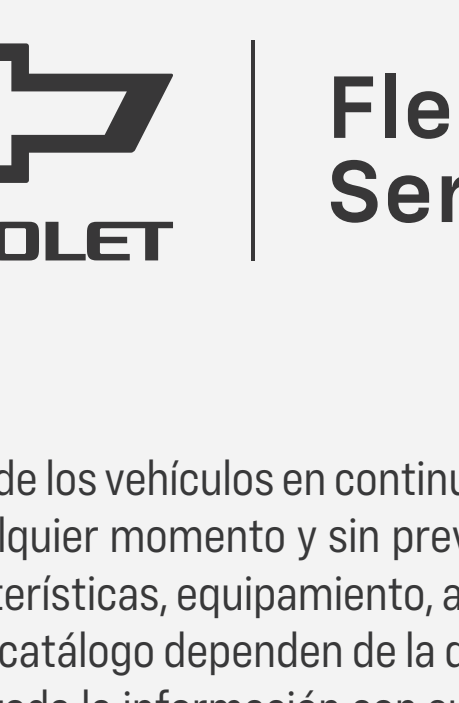 OLET
Fle
Ser
de los vehículos en continu
lquier momento y sin prev
terísticas, equipamiento, a
catálogo dependen de la d